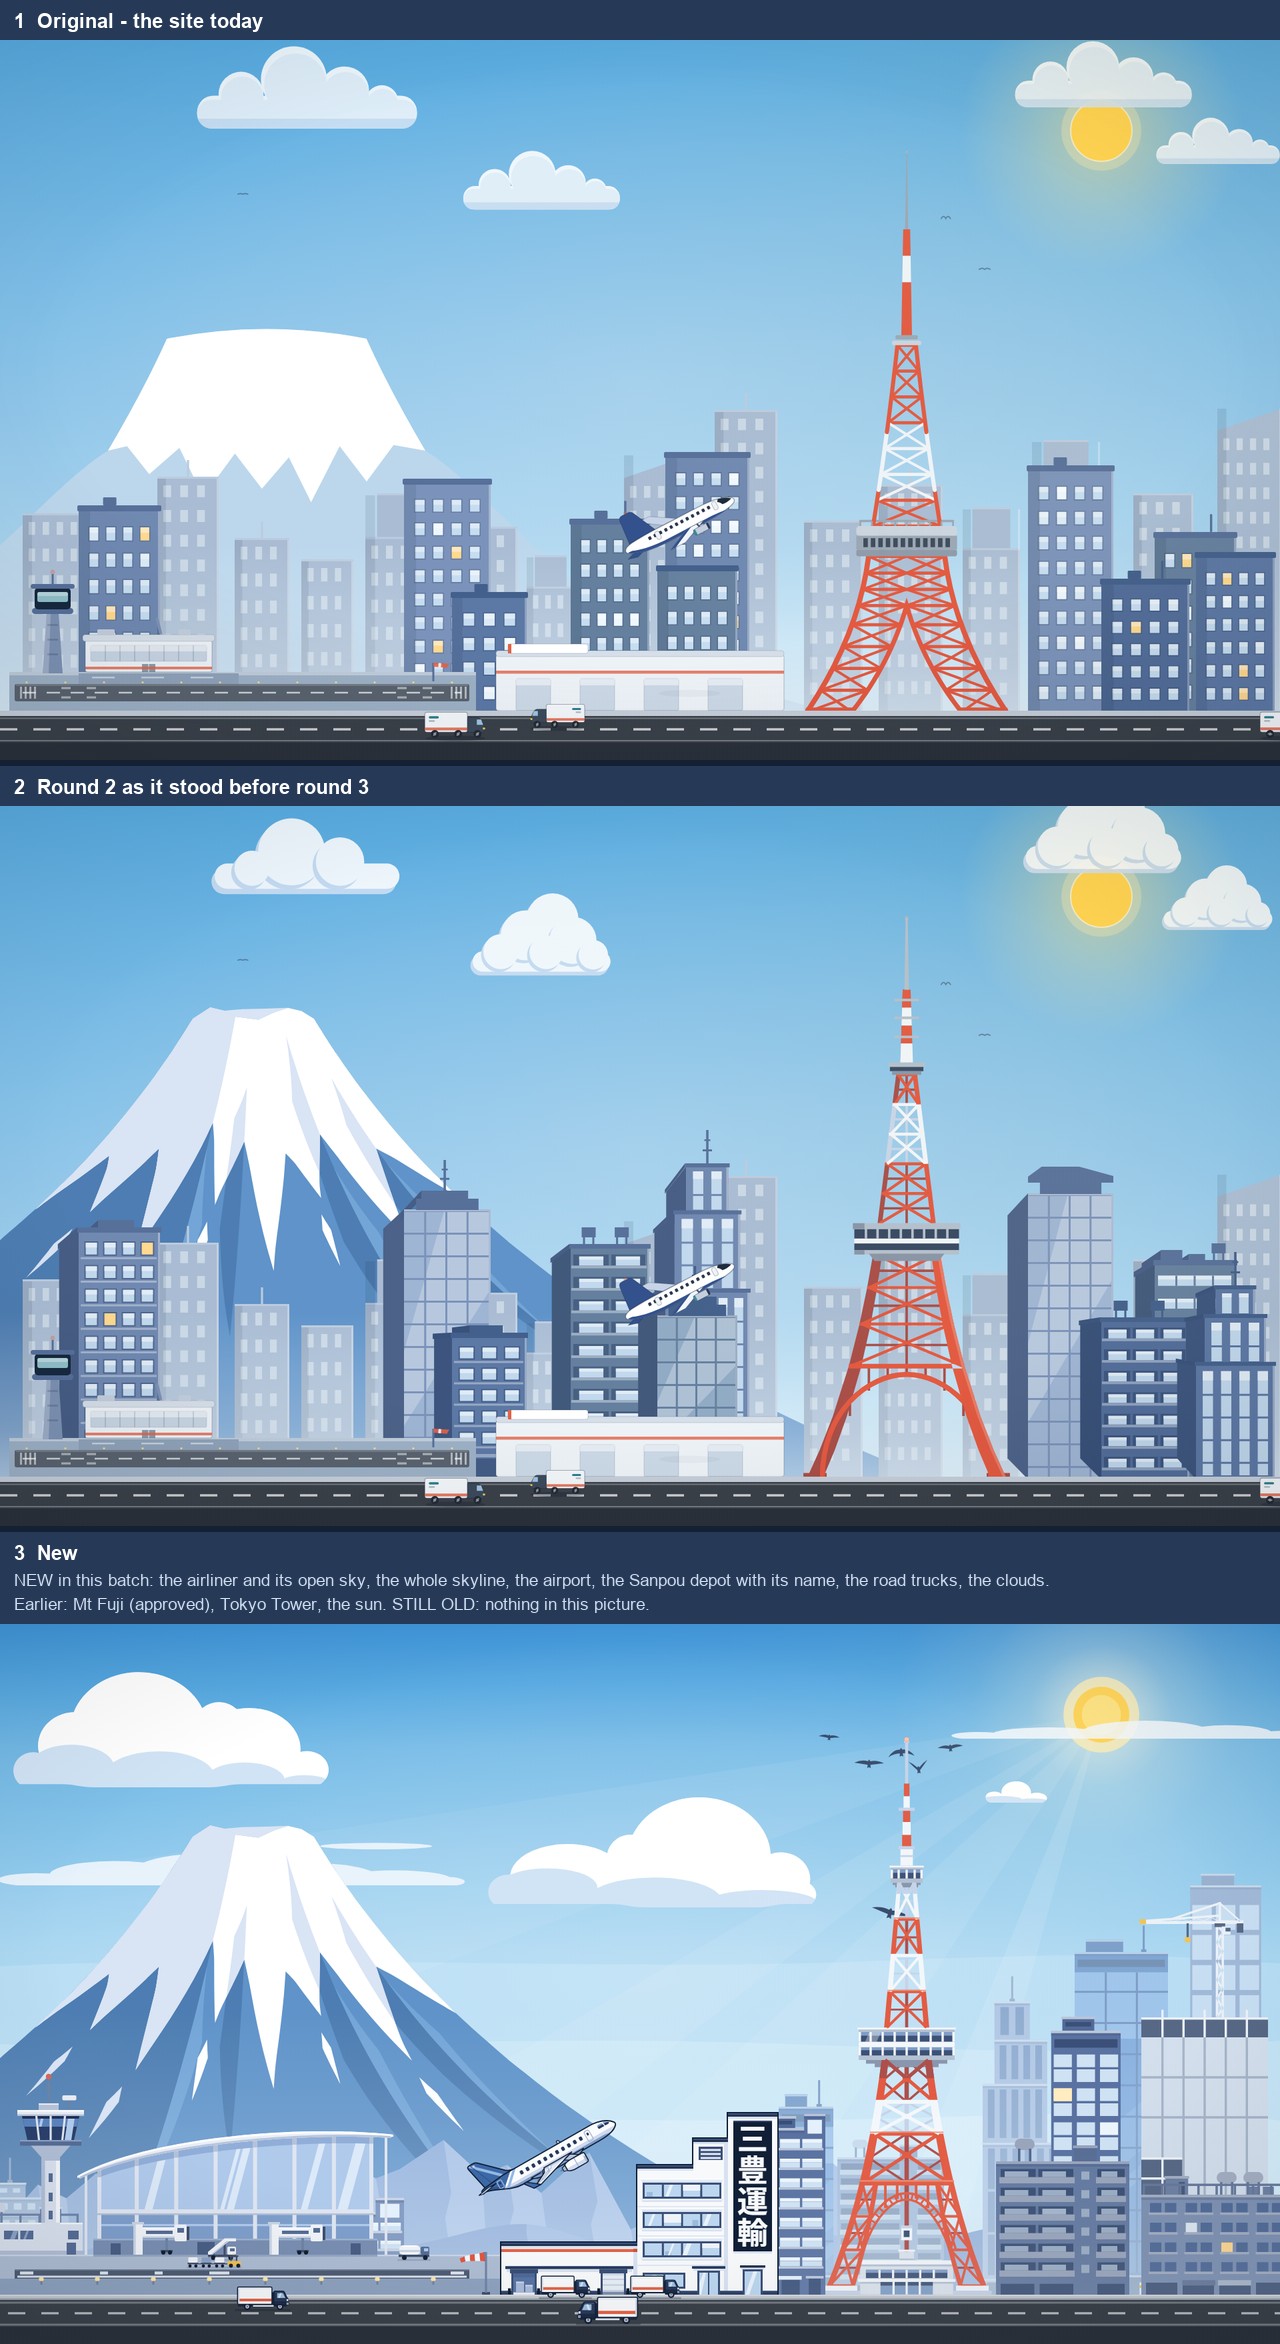 1 Original - the site today
2 Round 2 as it stood before round 3
3 New
NEW in this batch: the airliner and its open sky, the whole skyline, the airport, the Sanpou depot with its name, the road trucks, the clouds.
Earlier: Mt Fuji (approved), Tokyo Tower, the sun. STILL OLD: nothing in this picture.
三豊運輸